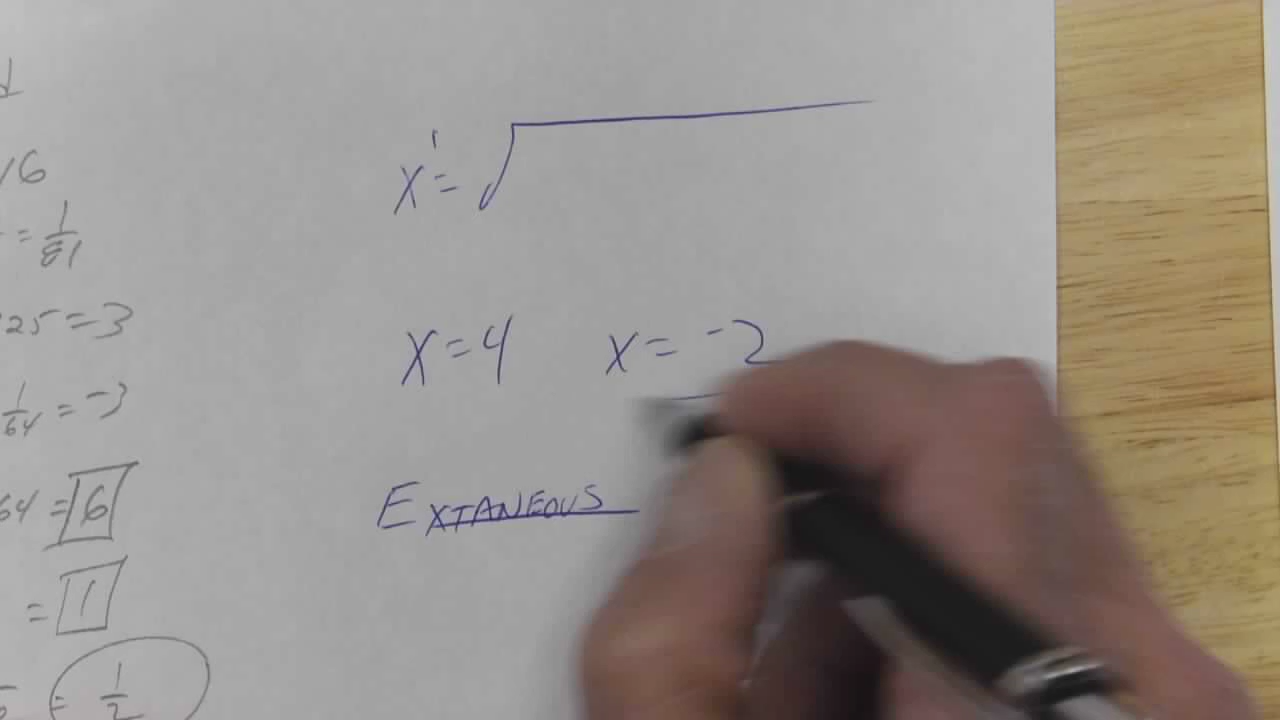 16
= 1/81
25 = -3
1/64 = -3
64 = 6
= 1
= 1/2
x' = √
x = 4 x = -2
EXTANEOUS